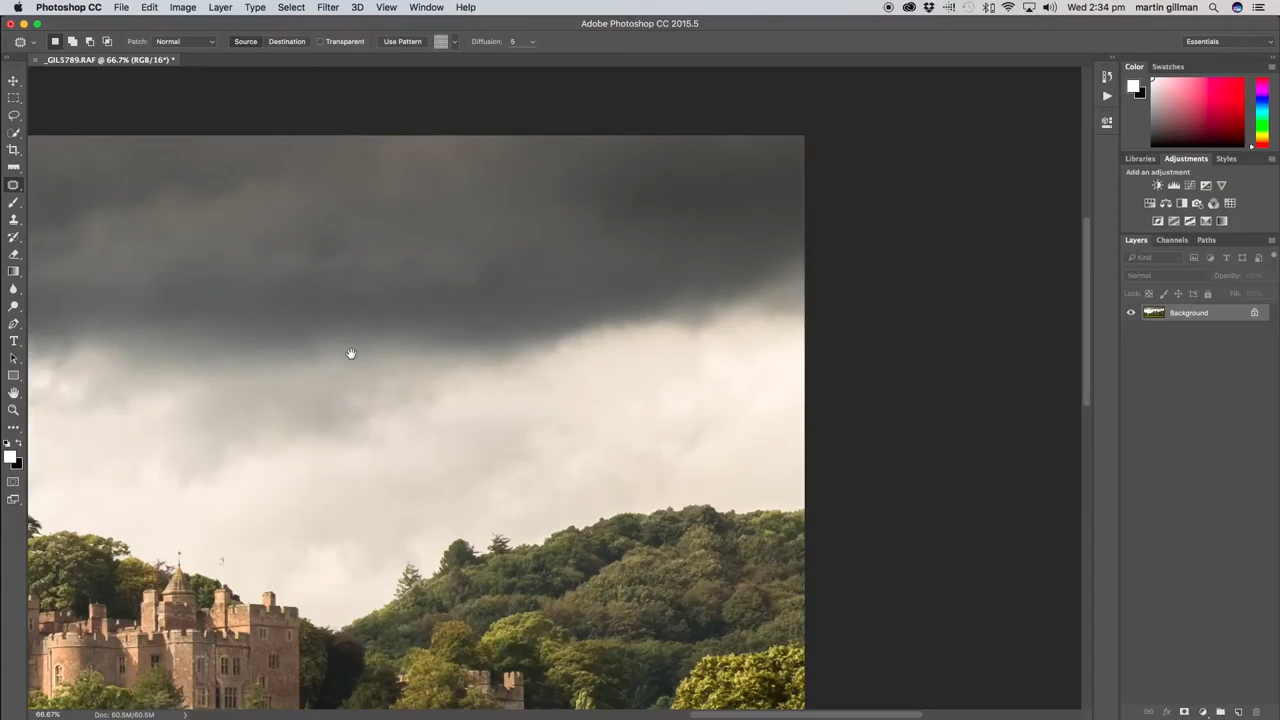 Photoshop CC File Edit Image Layer Type Select Filter 3D View Window Help Wed 2:34 pm martin gillman
Adobe Photoshop CC 2015.5
Patch: Normal Source Destination Transparent Use Pattern Diffusion: 5 Essentials
_GIL5789.RAF @ 66.7% (RGB/16*) *
Color Swatches
Libraries Adjustments Styles
Add an adjustment
Layers Channels Paths
Kind
Normal Opacity: 100%
Lock: Fill: 100%
Background
66.67% Doc: 60.5M/60.5M